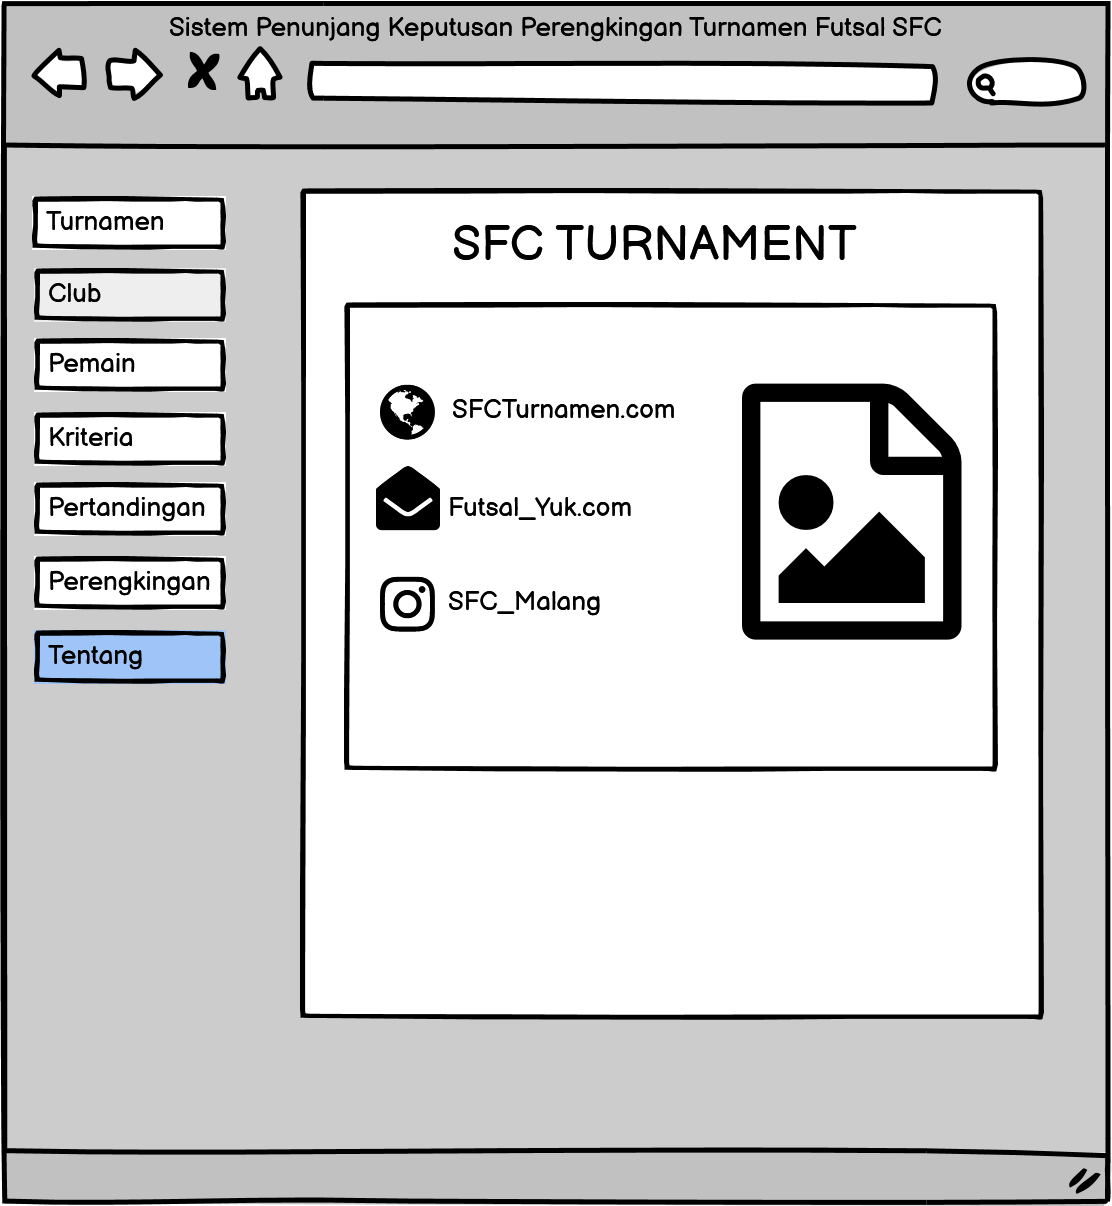 Sistem Penunjang Keputusan Perengkingan Turnamen Futsal SFC
Turnamen
Club
Pemain
Kriteria
Pertandingan
Perengkingan
Tentang
SFC TURNAMENT
SFCTurnamen.com
Futsal_Yuk.com
SFC_Malang